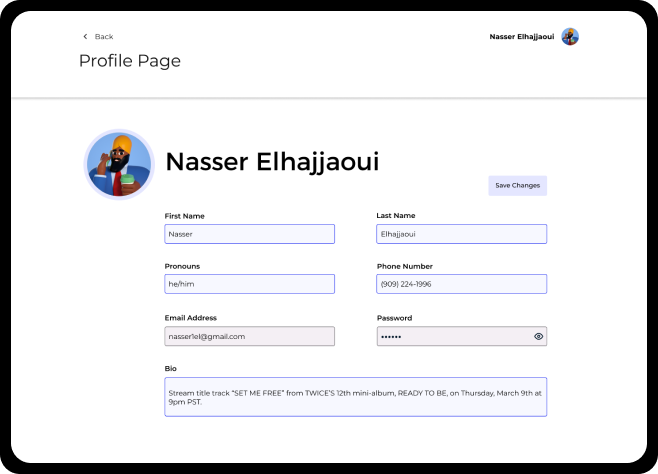 Back
Nasser Elhajjaoui
Profile Page
Nasser Elhajjaoui
Save Changes
First Name
Last Name
Nasser
Elhajjaoui
Pronouns
Phone Number
he/him
(909) 224-1996
Email Address
Password
nasser1el@gmail.com
••••••
Bio
Stream title track “SET ME FREE” from TWICE'S 12th mini-album, READY TO BE, on Thursday, March 9th at
9pm PST.